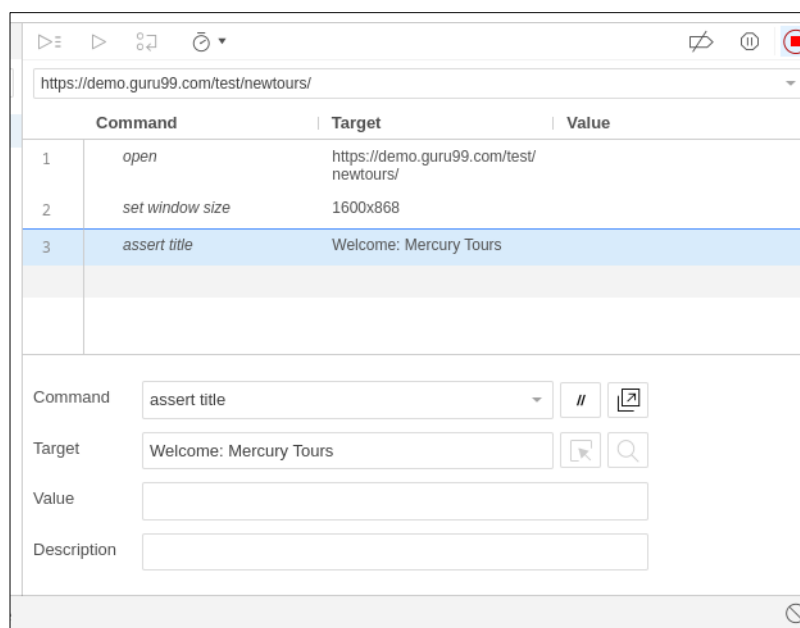 https://demo.guru99.com/test/newtours/
Command Target Value
1 open https://demo.guru99.com/test/
newtours/
2 set window size 1600x868
3 assert title Welcome: Mercury Tours
Command assert title //
Target Welcome: Mercury Tours
Value
Description